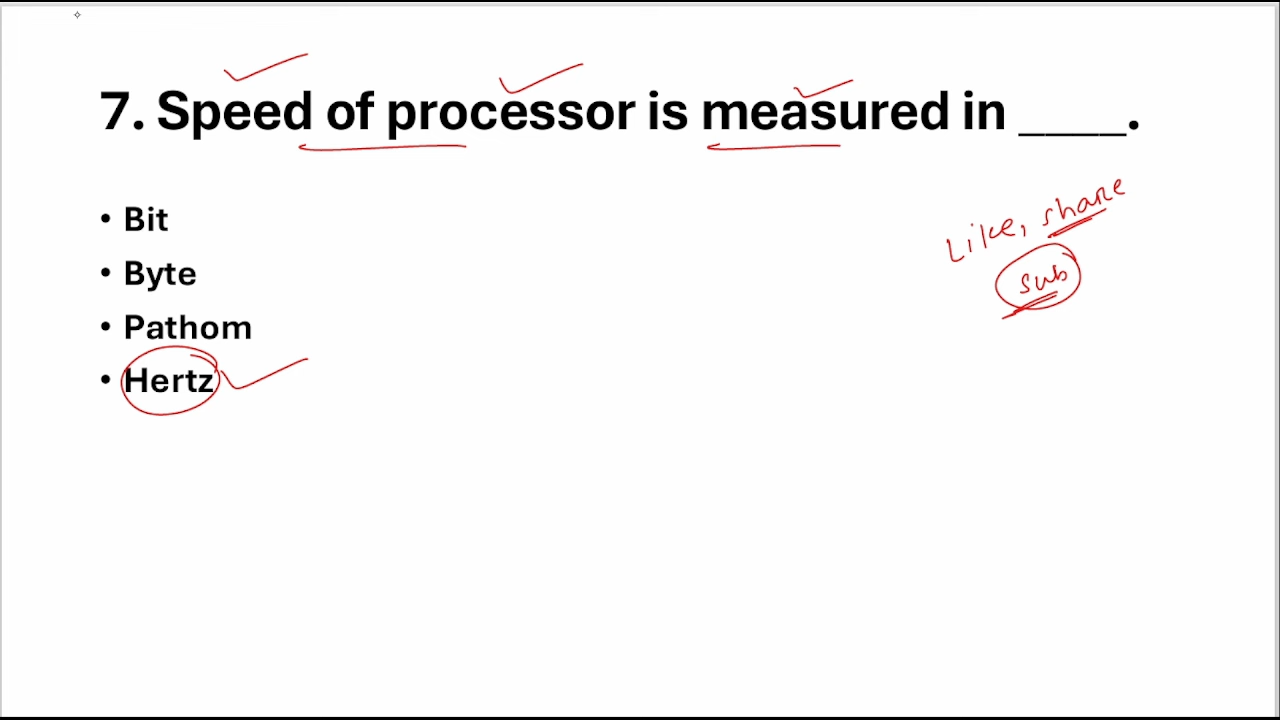 7. Speed of processor is measured in ____.
• Bit
• Byte
• Pathom
• Hertz
Like, share
sub